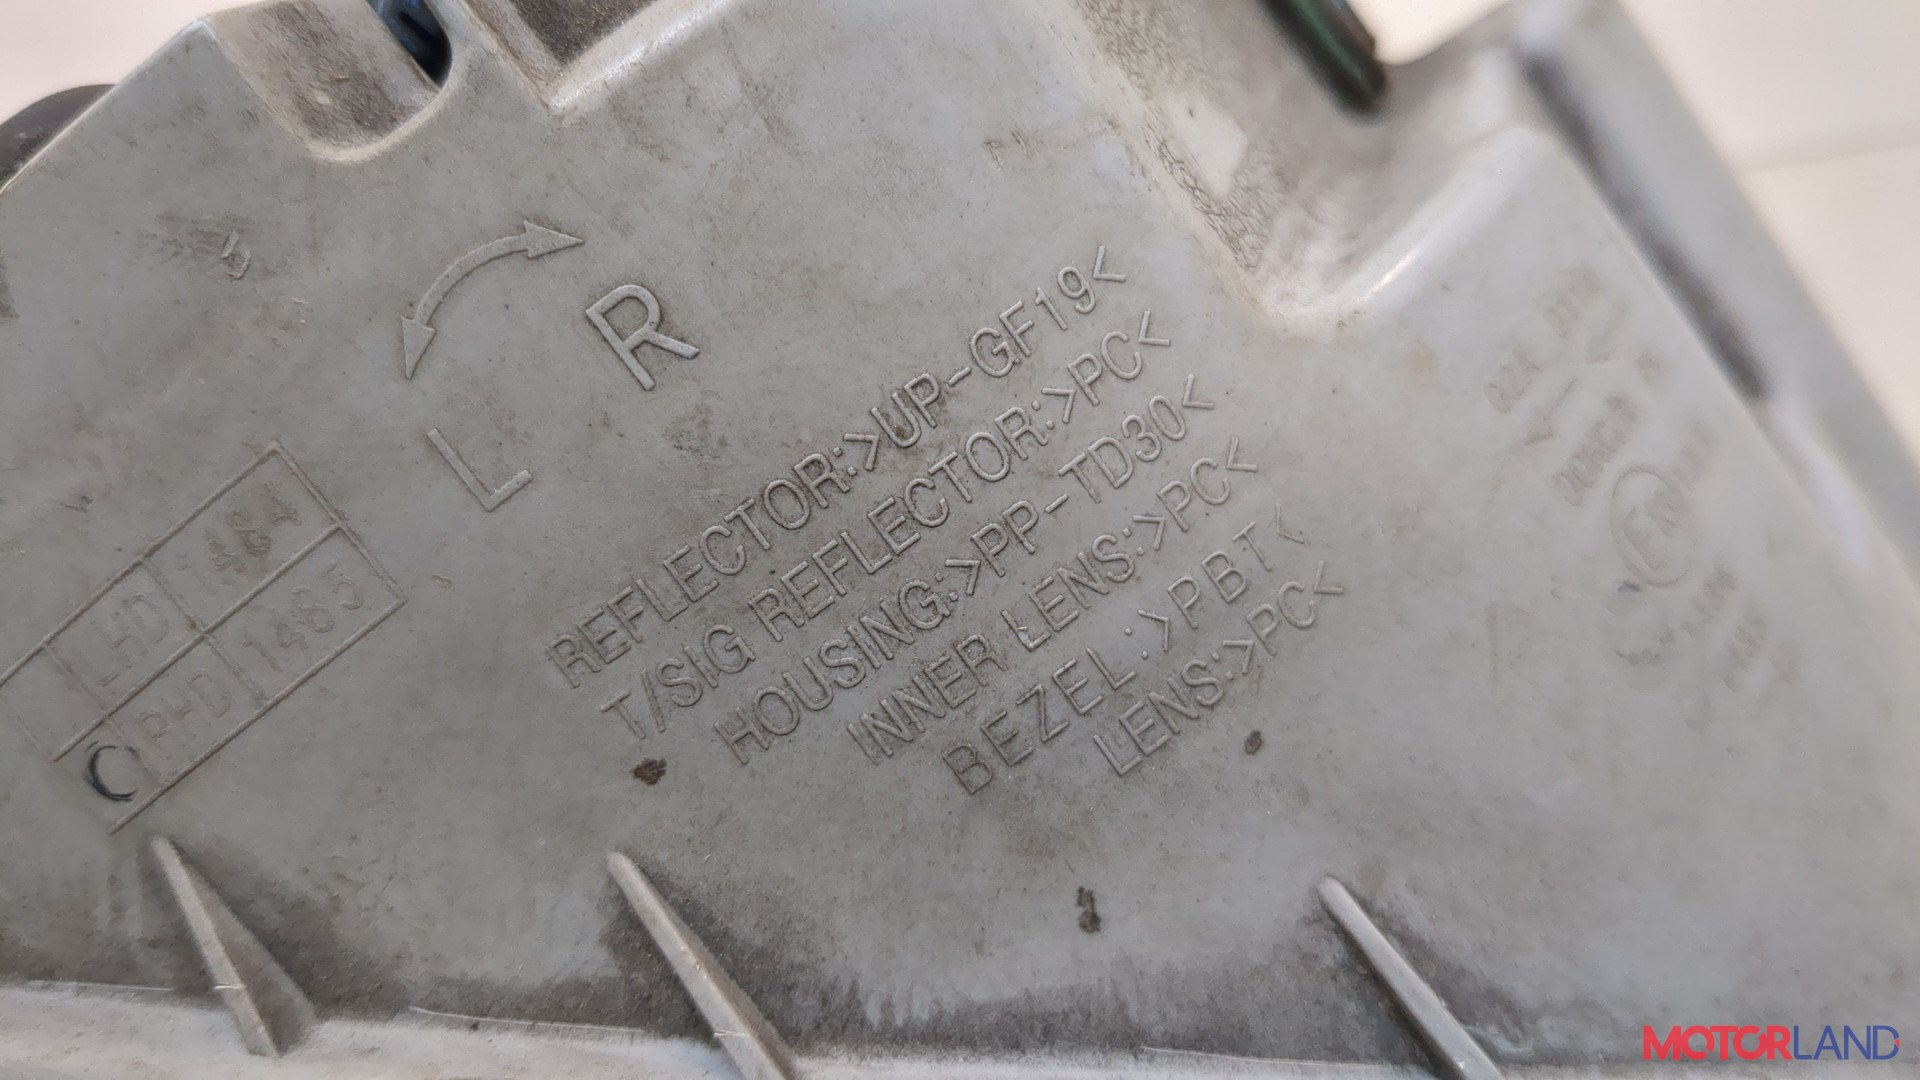 R
L
REFLECTOR:>UP-GF19<
T/SIG REFLECTOR:>PC<
HOUSING:>PP-TD30<
INNER LENS:>PC<
BEZEL:>PBT<
LENS:>PC<
LHD
RHD 1485
C
MOTORLAND